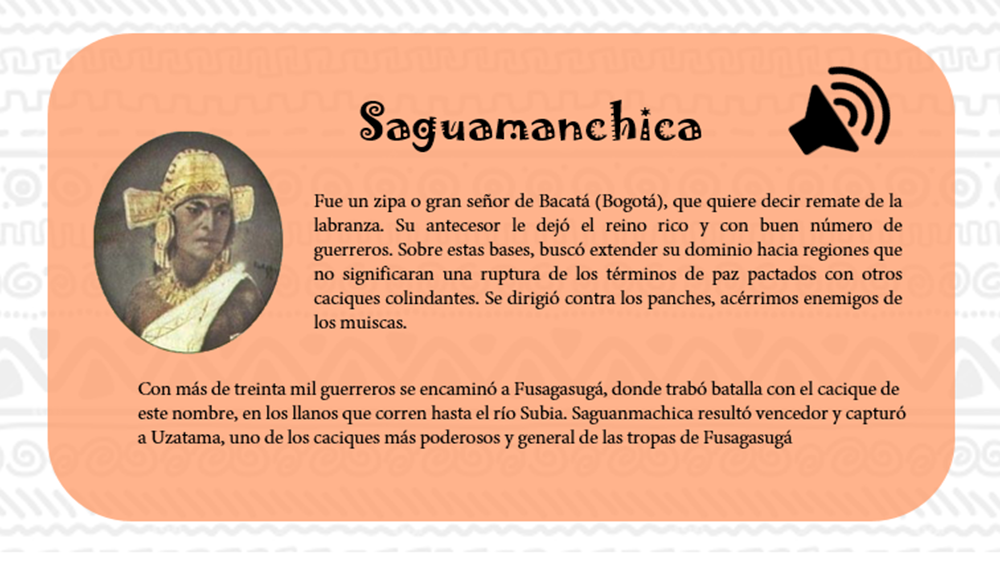 Saguamanchica
Fue un zipa o gran señor de Bacatá (Bogotá), que quiere decir remate de la
labranza. Su antecesor le dejó el reino rico y con buen número de
guerreros. Sobre estas bases, buscó extender su dominio hacia regiones que
no significaran una ruptura de los términos de paz pactados con otros
caciques colindantes. Se dirigió contra los panches, acérrimos enemigos de
los muiscas.
Con más de treinta mil guerreros se encaminó a Fusagasugá, donde trabó batalla con el cacique de
este nombre, en los llanos que corren hasta el río Subia. Saguanmachica resultó vencedor y capturó
a Uzatama, uno de los caciques más poderosos y general de las tropas de Fusagasugá